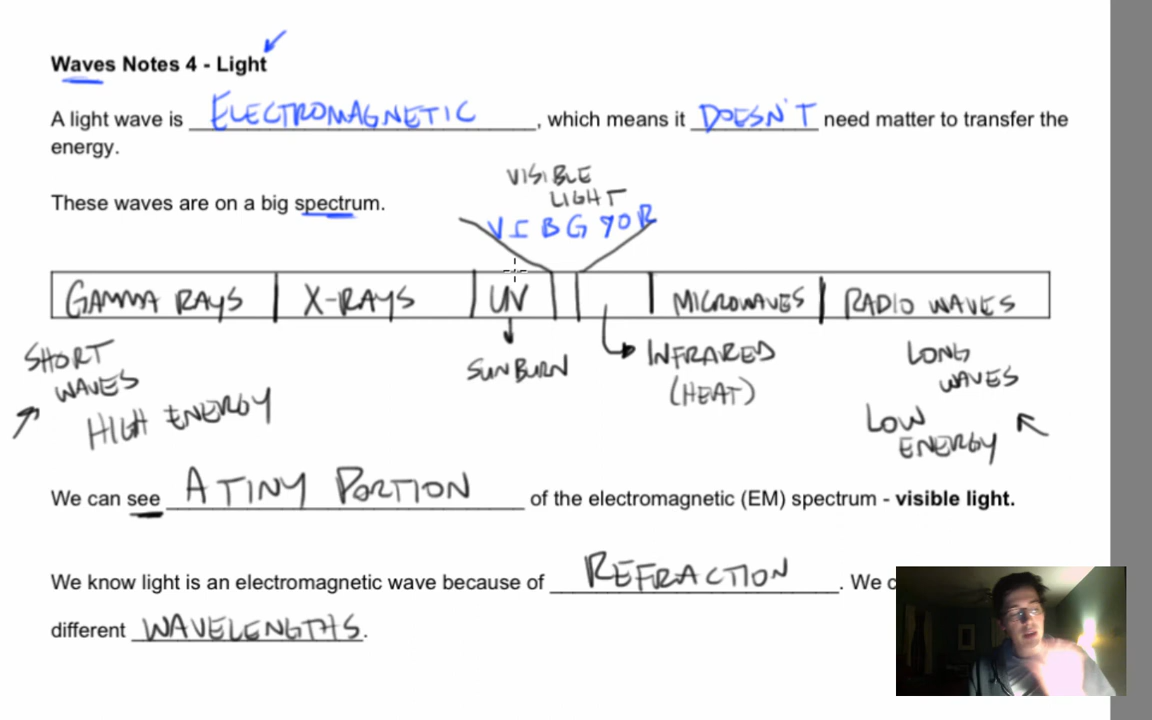 Waves Notes 4 - Light
A light wave is ELECTROMAGNETIC, which means it DOESN'T need matter to transfer the
energy.
VISIBLE
LIGHT
These waves are on a big spectrum.
VIBGYOR
GAMMA RAYS X-RAYS UV MICROWAVES RADIO WAVES
SHORT
WAVES
HIGH ENERGY
SUNBURN
INFRARED
(HEAT)
LONG
WAVES
LOW
ENERGY
We can see A TINY PORTION of the electromagnetic (EM) spectrum - visible light.
We know light is an electromagnetic wave because of REFRACTION. We
different WAVELENGTHS.